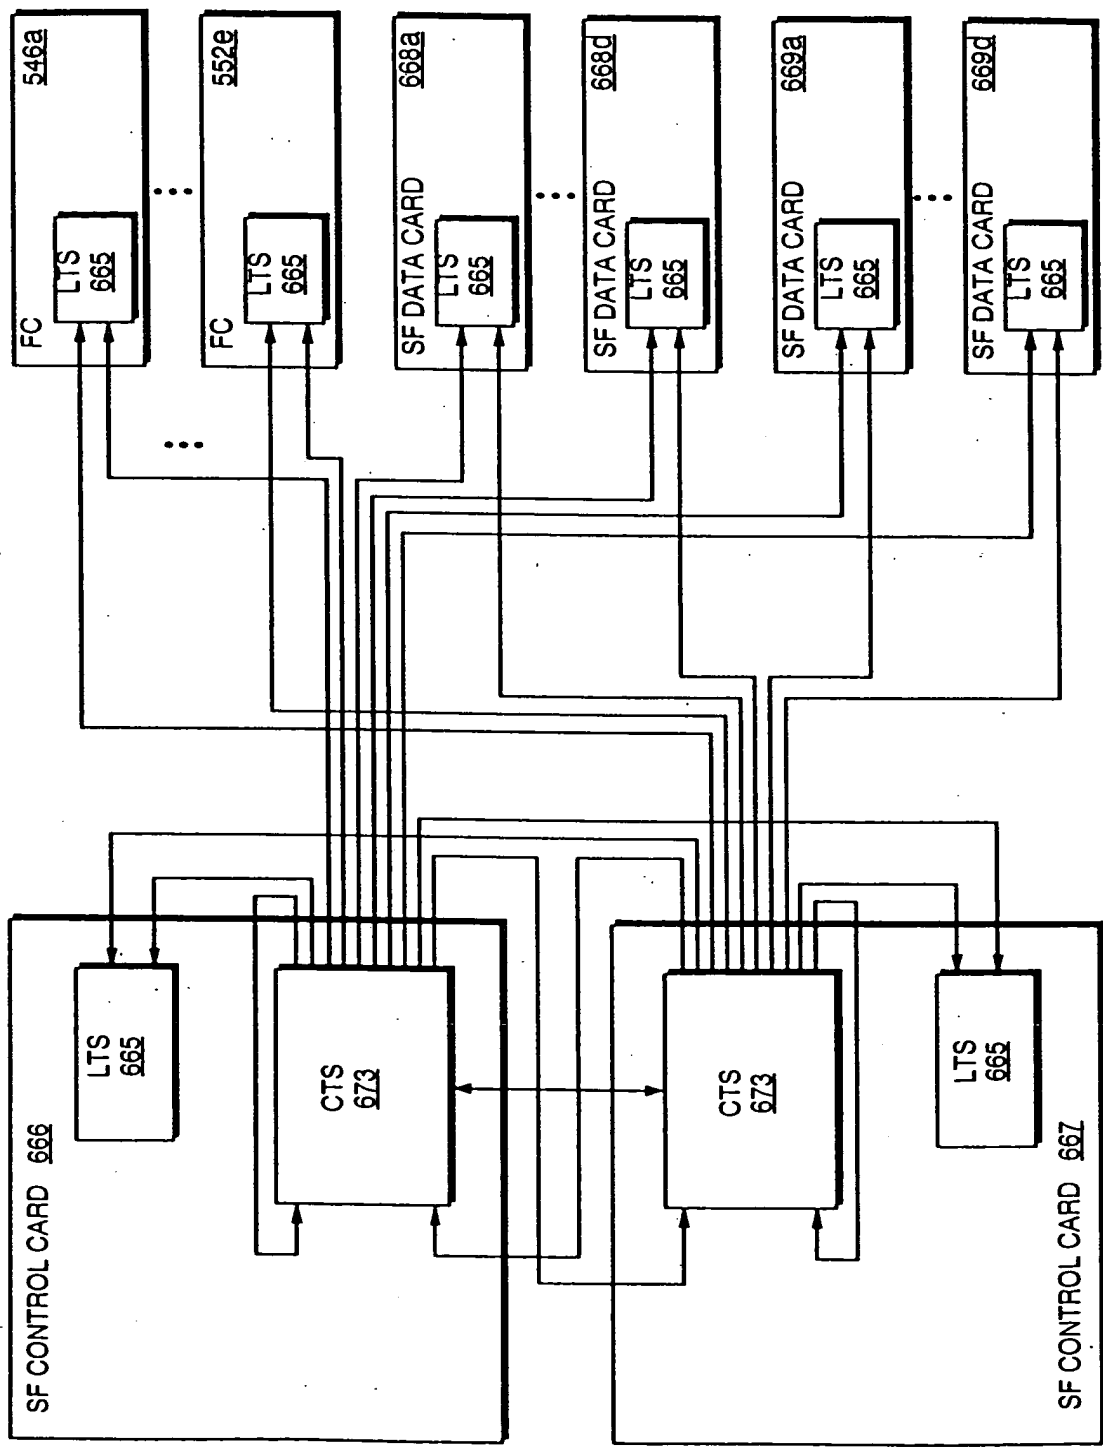 SF CONTROL CARD 666
LTS
665
CTS
673
SF CONTROL CARD 667
CTS
673
LTS
665
FC
546a
LTS
665
FC
552e
LTS
665
SF DATA CARD
668a
LTS
665
SF DATA CARD
668d
LTS
665
SF DATA CARD
669a
LTS
665
SF DATA CARD
669d
LTS
665